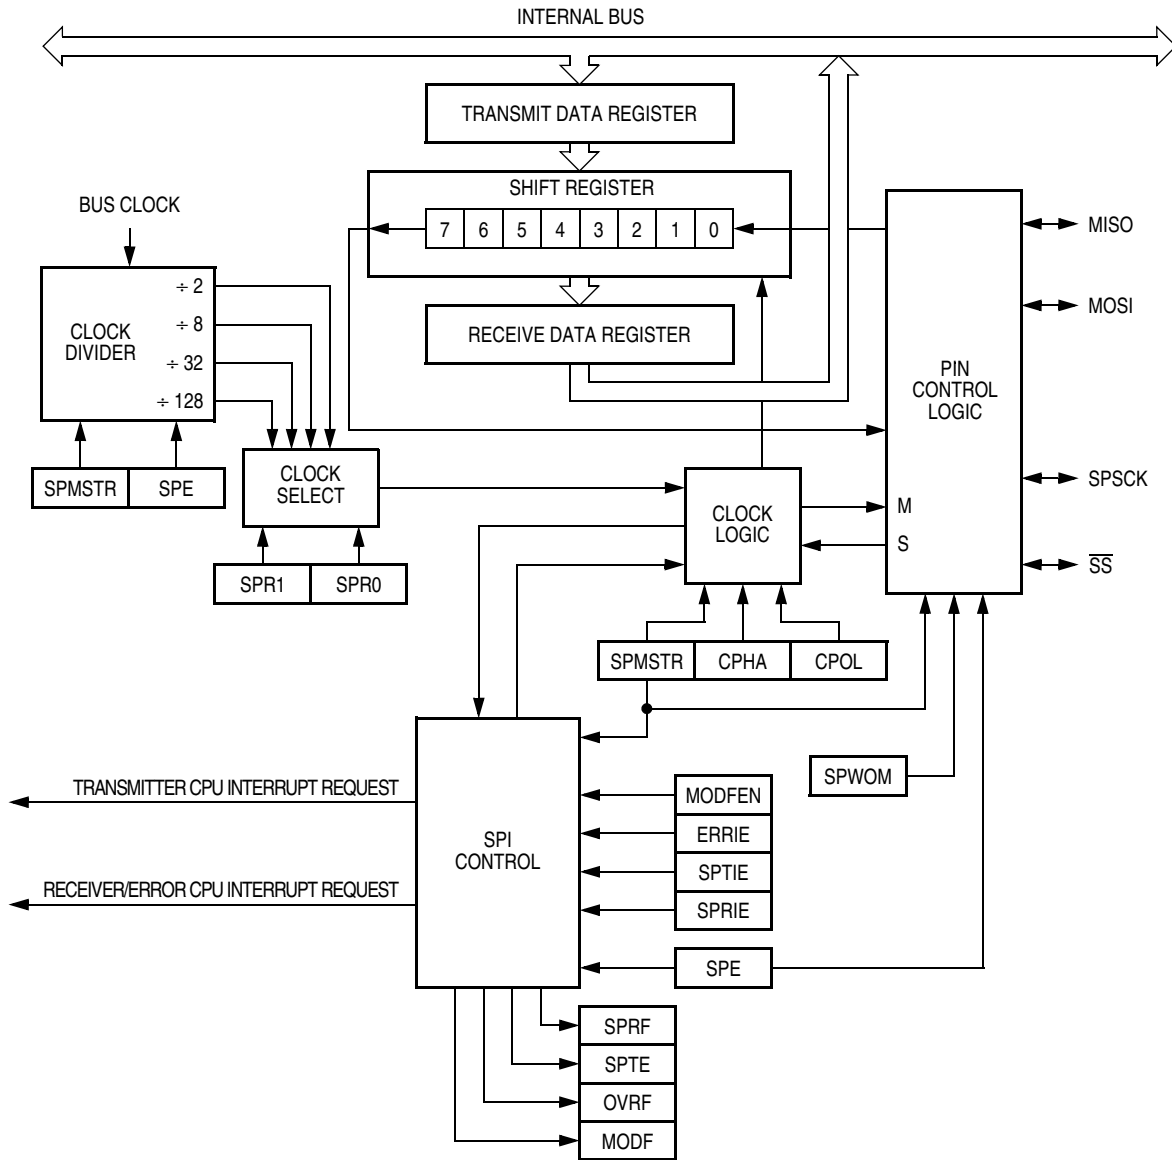 INTERNAL BUS
TRANSMIT DATA REGISTER
SHIFT REGISTER
7 6 5 4 3 2 1 0
BUS CLOCK
÷ 2
÷ 8
÷ 32
÷ 128
CLOCK
DIVIDER
RECEIVE DATA REGISTER
MISO
MOSI
PIN
CONTROL
LOGIC
SPMSTR SPE
CLOCK
SELECT
SPR1 SPR0
CLOCK
LOGIC
M
S
SPSCK
SS
SPMSTR CPHA CPOL
SPWOM
TRANSMITTER CPU INTERRUPT REQUEST
RECEIVER/ERROR CPU INTERRUPT REQUEST
SPI
CONTROL
MODFEN
ERRIE
SPTIE
SPRIE
SPE
SPRF
SPTE
OVRF
MODF